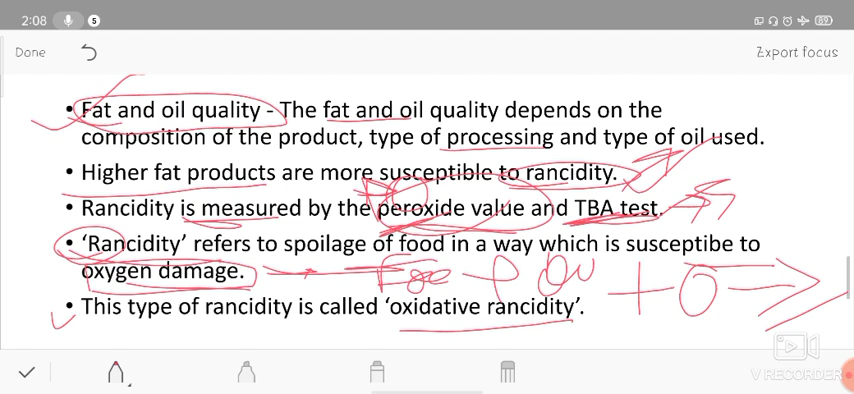 2:08 5 89
Done Export focus
• Fat and oil quality - The fat and oil quality depends on the
composition of the product, type of processing and type of oil used.
• Higher fat products are more susceptible to rancidity.
• Rancidity is measured by the peroxide value and TBA test.
• ‘Rancidity’ refers to spoilage of food in a way which is susceptibe to
oxygen damage.
+ O
• This type of rancidity is called ‘oxidative rancidity’.
V RECORDER